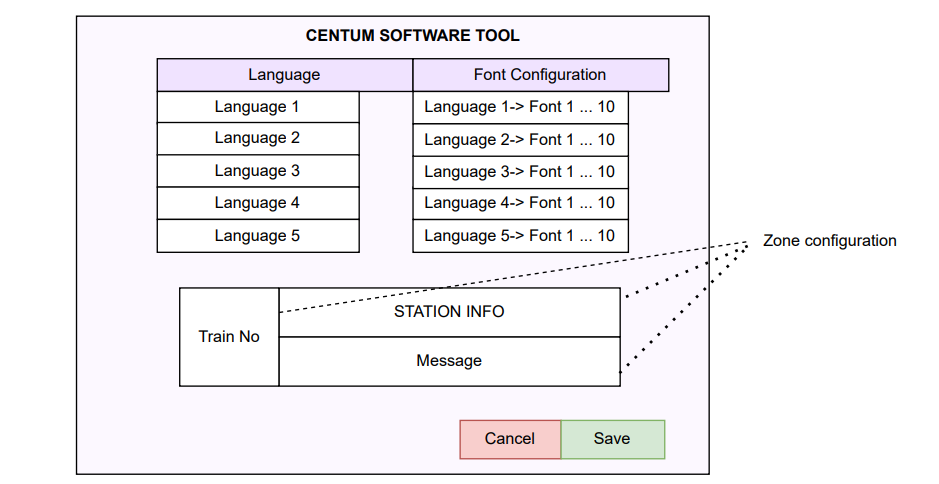 CENTUM SOFTWARE TOOL
Language
Font Configuration
Language 1
Language 1-> Font 1 ... 10
Language 2
Language 2-> Font 1 ... 10
Language 3
Language 3-> Font 1 ... 10
Language 4
Language 4-> Font 1 ... 10
Language 5
Language 5-> Font 1 ... 10
Zone configuration
Train No
STATION INFO
Message
Cancel
Save